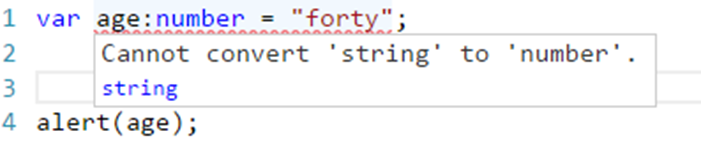 1 var age:number = "forty";
2 Cannot convert 'string' to 'number'.
3 string
4 alert(age);